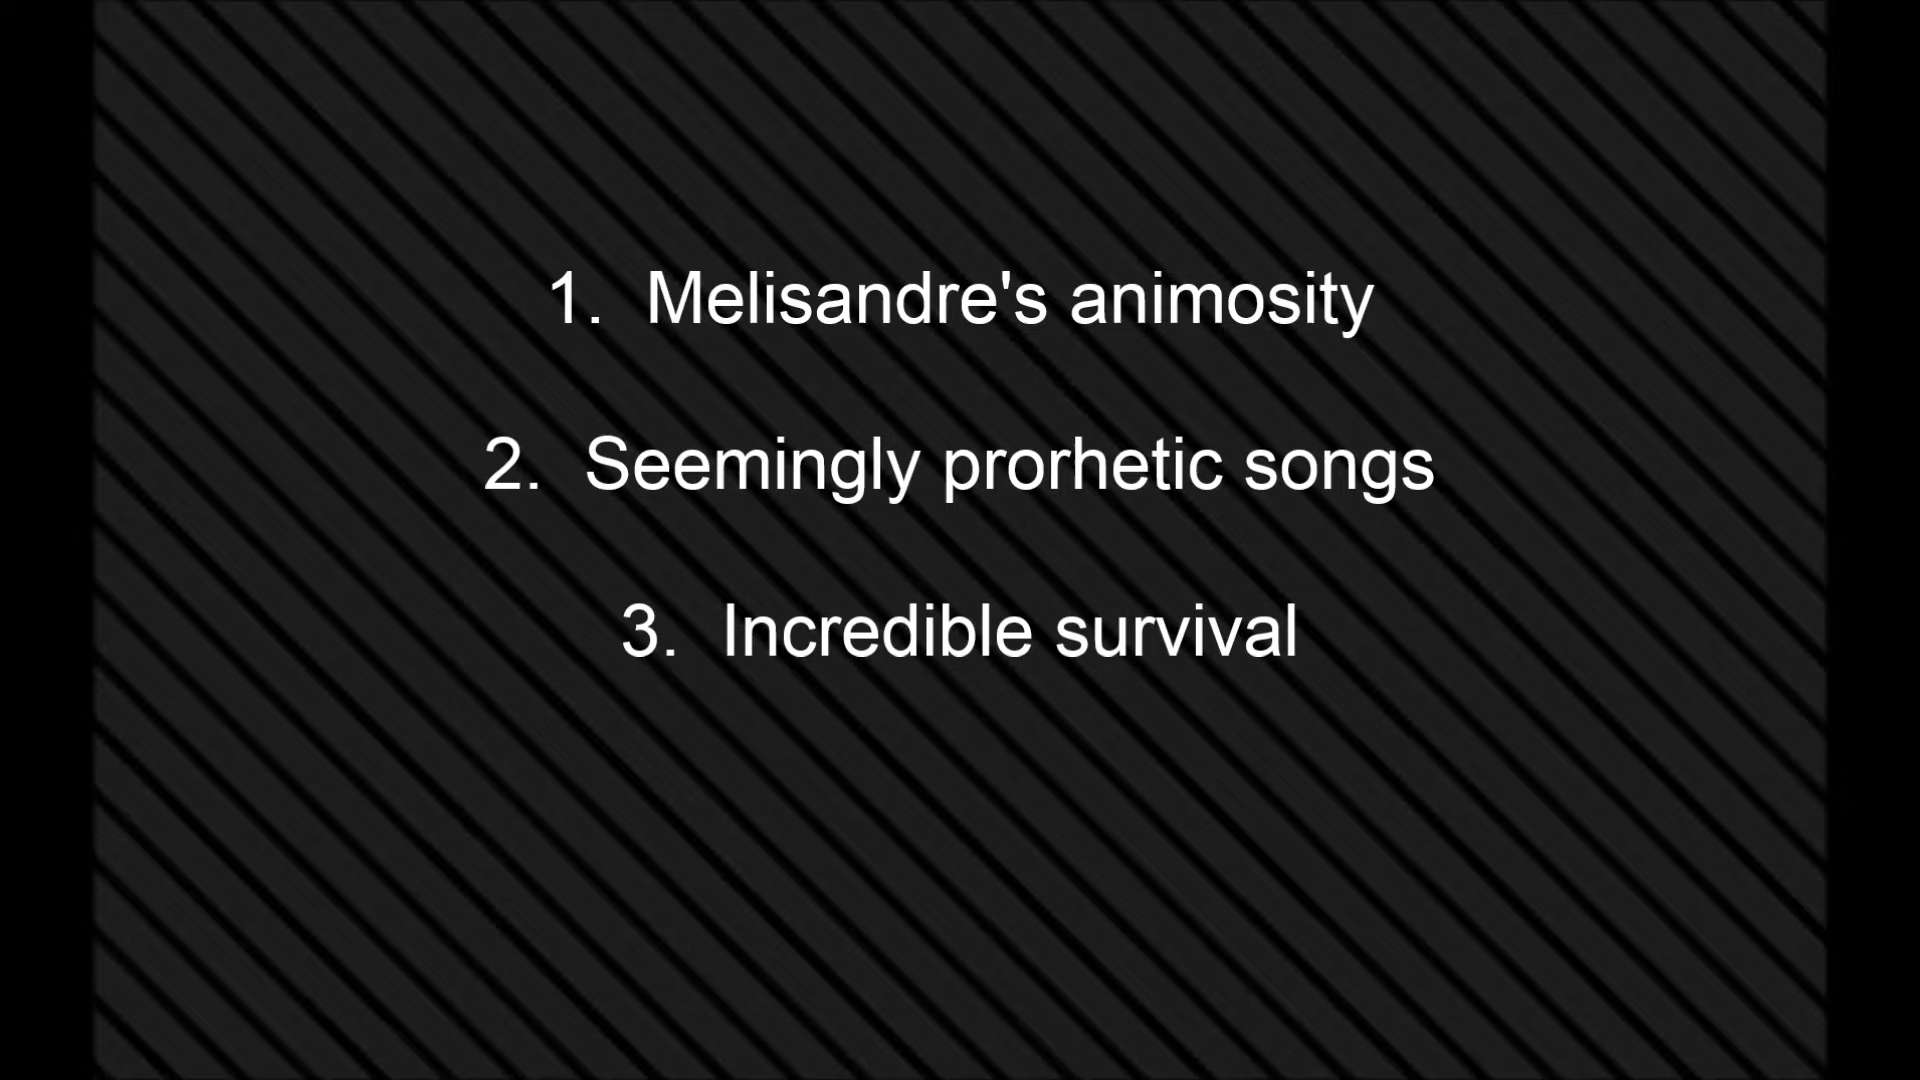 1. Melisandre's animosity
2. Seemingly prorhetic songs
3. Incredible survival